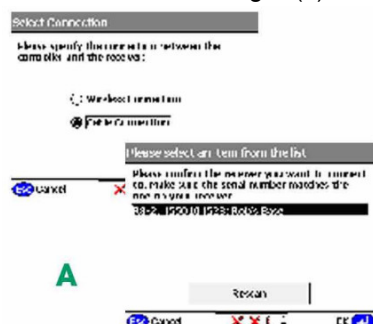 Select Connection
Please specify the connection between the
controller and the receiver:
Wireless Connection
Cable Connection
Cancel
Please select an item from the list
Please confirm the receiver you want to connect
to. Make sure the serial number matches the
one on your receiver
Rob's Base
A
Rescan
Esc Cancel
OK